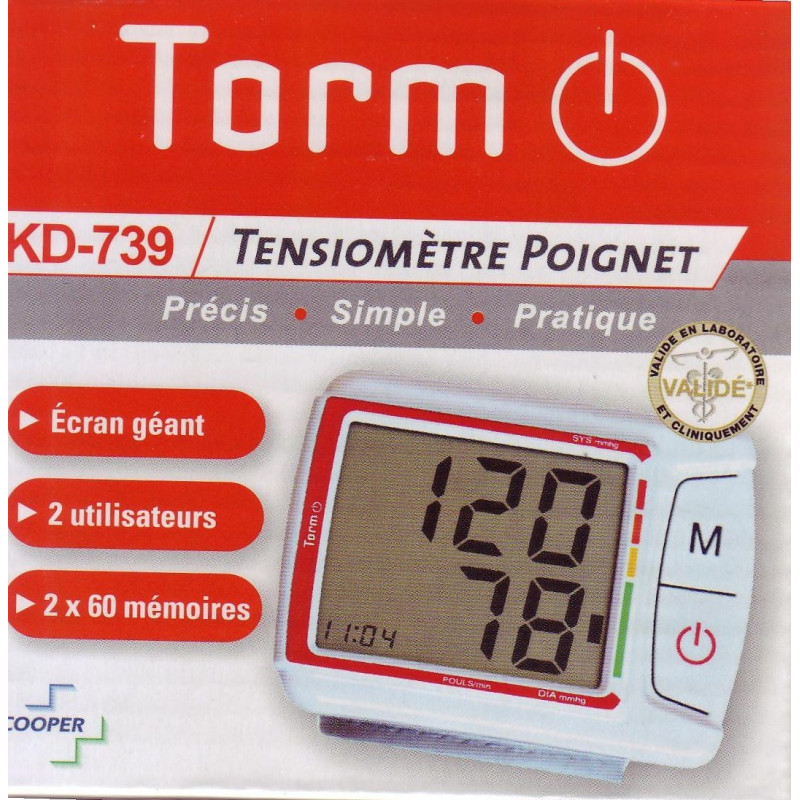 Torm
KD-739 / TENSIOMÈTRE POIGNET
Précis • Simple • Pratique
VALIDE EN LABORATOIRE
VALIDÉ*
ET CLINIQUEMENT
Écran géant
2 utilisateurs
2 x 60 mémoires
SYS mmhg
120
78
11:04
Torm
POULS/min
DIA mmhg
M
COOPER